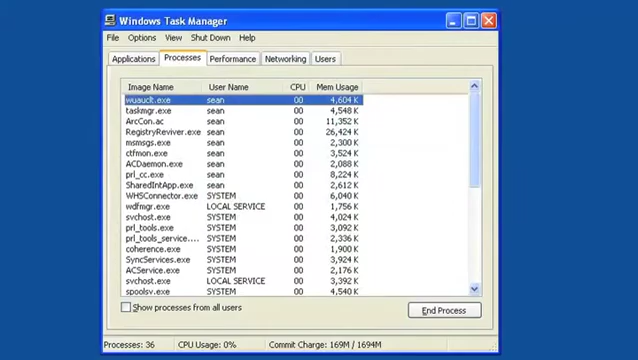 Windows Task Manager
File Options View Shut Down Help
Applications Processes Performance Networking Users
Image Name User Name CPU Mem Usage
wuauclt.exe sean 00 4,604 K
taskmgr.exe sean 00 4,548 K
ArcCon.ac sean 00 11,352 K
RegistryReviver.exe sean 00 26,424 K
msmsgs.exe sean 00 2,300 K
ctfmon.exe sean 00 3,524 K
ACDaemon.exe sean 00 2,088 K
prl_cc.exe sean 00 8,224 K
SharedIntApp.exe sean 00 2,612 K
WHSConnector.exe SYSTEM 00 6,040 K
wdfmgr.exe LOCAL SERVICE 00 1,756 K
svchost.exe SYSTEM 00 4,024 K
prl_tools.exe SYSTEM 00 3,092 K
prl_tools_service.... SYSTEM 00 2,336 K
coherence.exe SYSTEM 00 1,900 K
SyncServices.exe SYSTEM 00 3,924 K
ACService.exe SYSTEM 00 2,176 K
svchost.exe LOCAL SERVICE 00 3,392 K
spoolsv.exe SYSTEM 00 4,540 K
Show processes from all users
End Process
Processes: 36 CPU Usage: 0% Commit Charge: 169M / 1694M